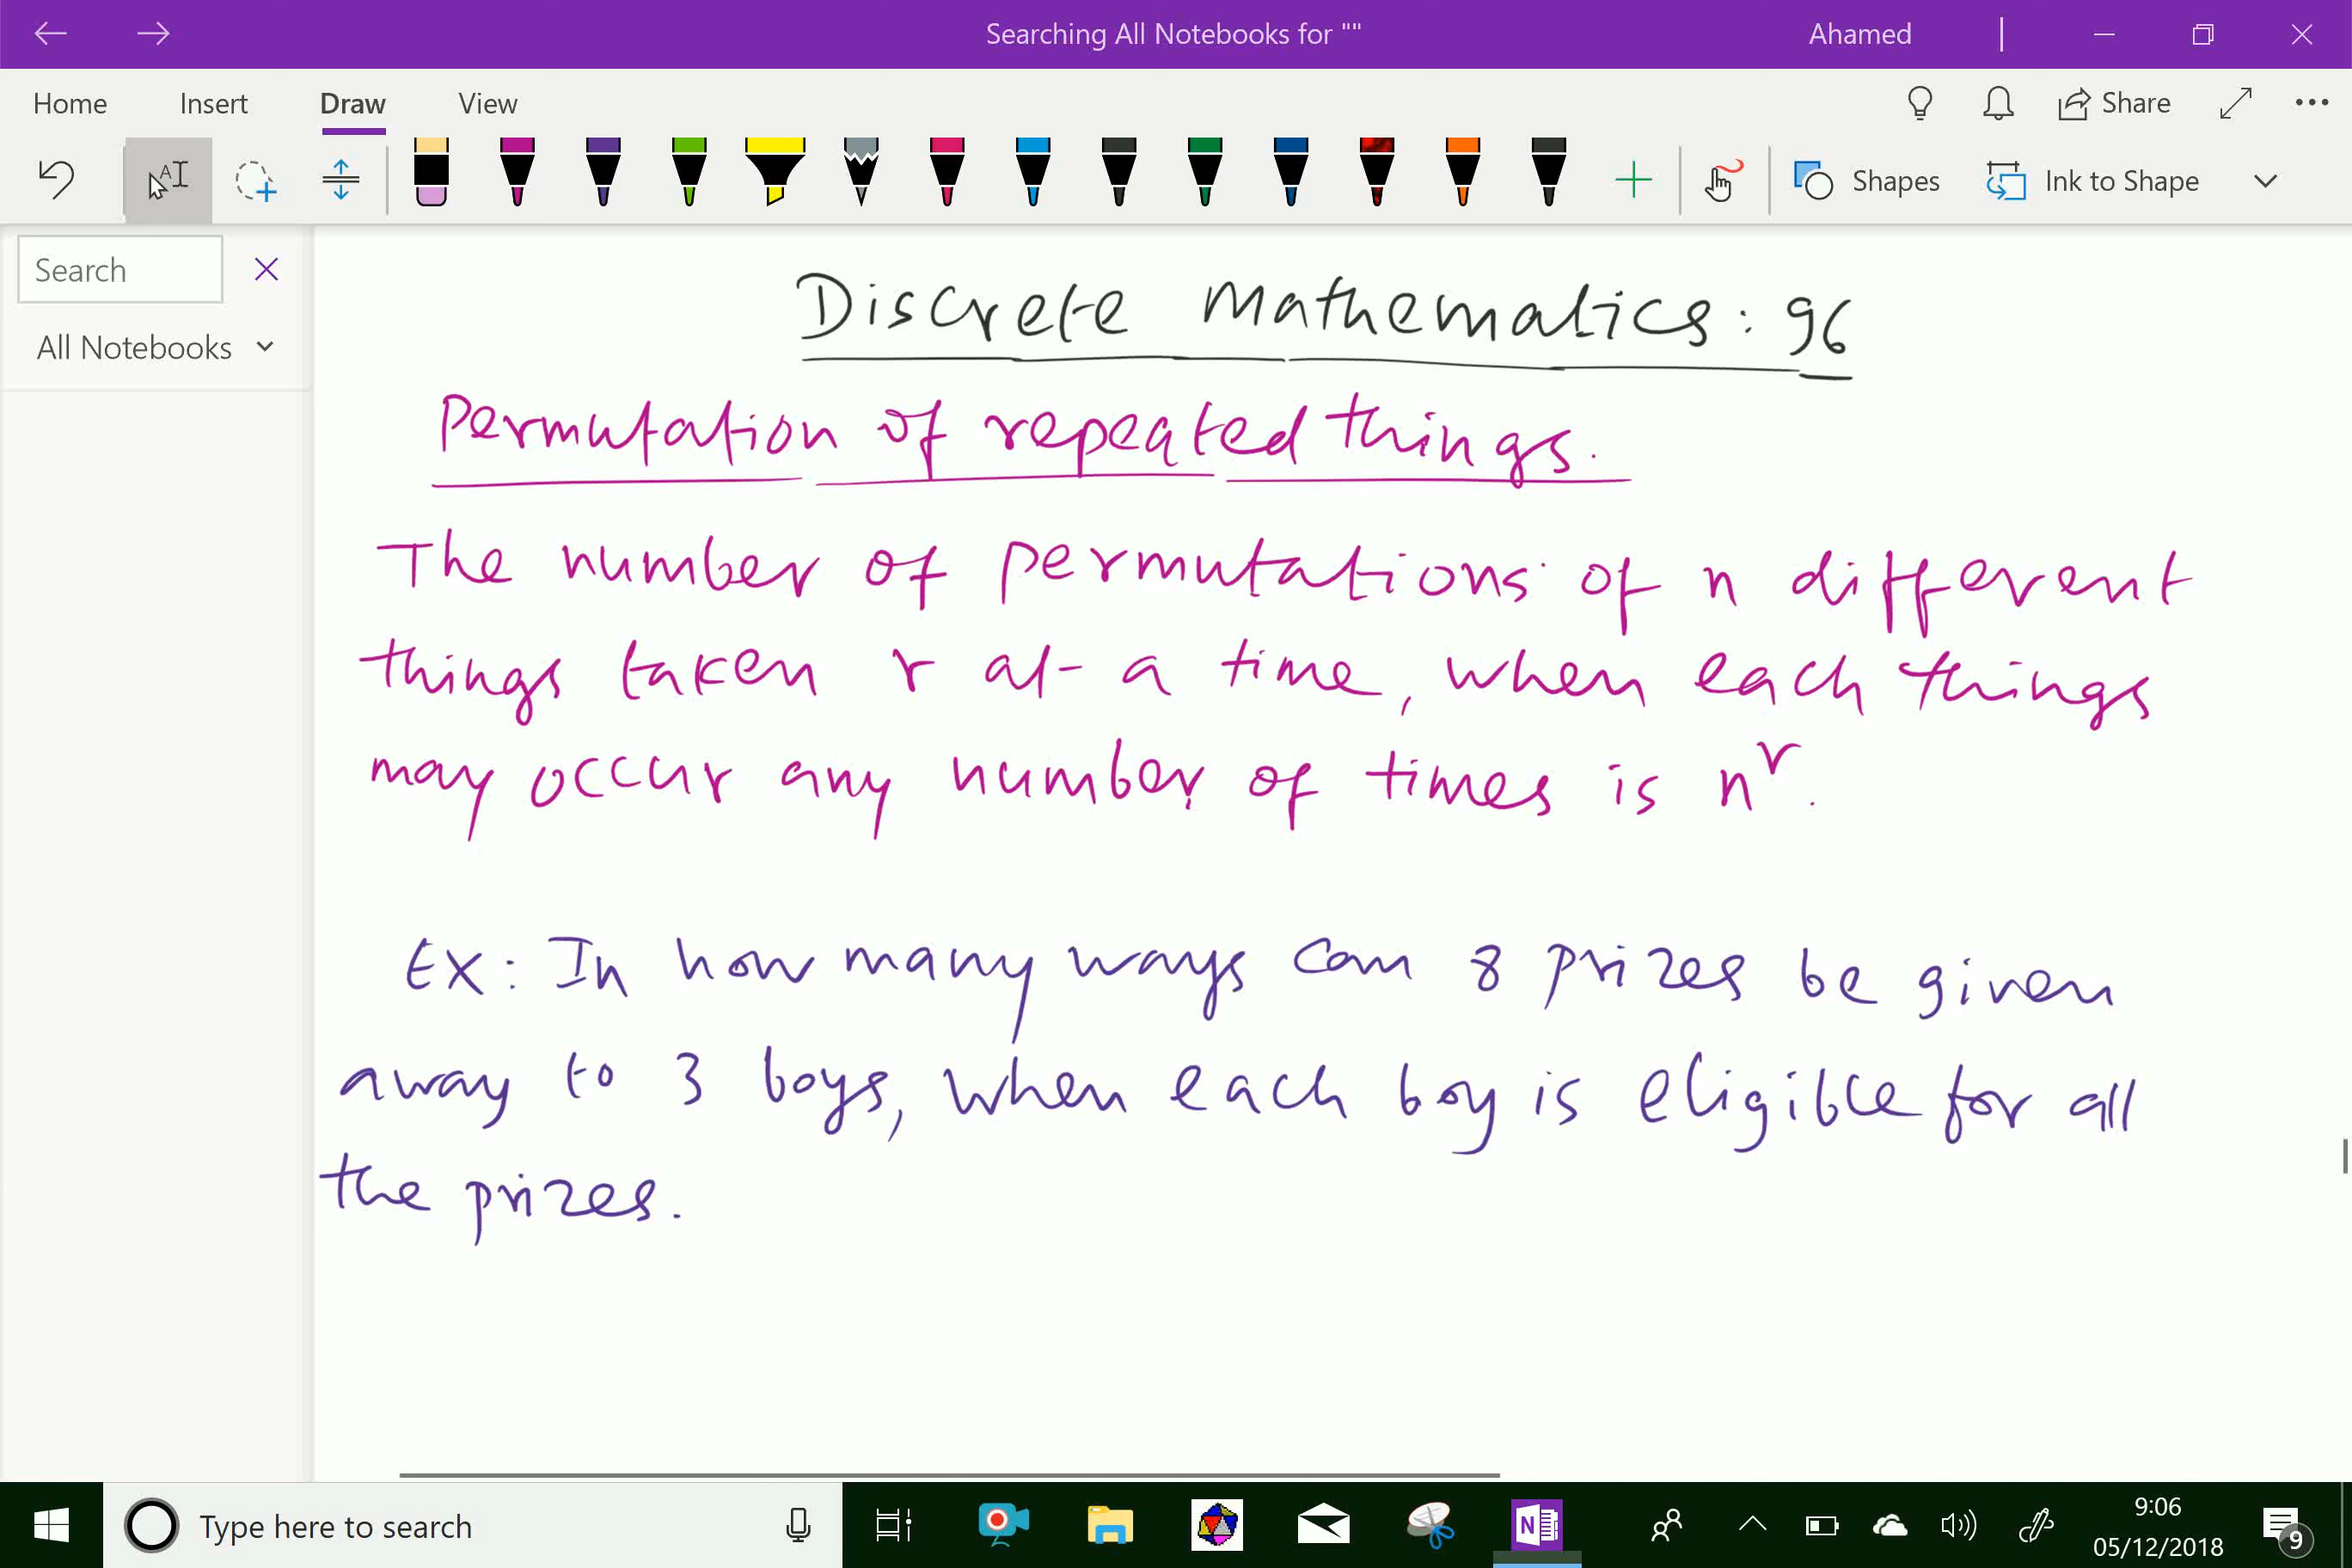 Searching All Notebooks for ""
Ahamed
Home Insert Draw View
Share
Shapes
Ink to Shape
Search
All Notebooks
Discrete Mathematics: 96
Permutation of repeated things.
The number of permutations of n different
things taken r at a time, when each things
may occur any number of times is nʳ.
EX: In how many ways can 8 prizes be given
away to 3 boys, when each boy is eligible for all
the prizes.
Type here to search
N
9:06
05/12/2018
9